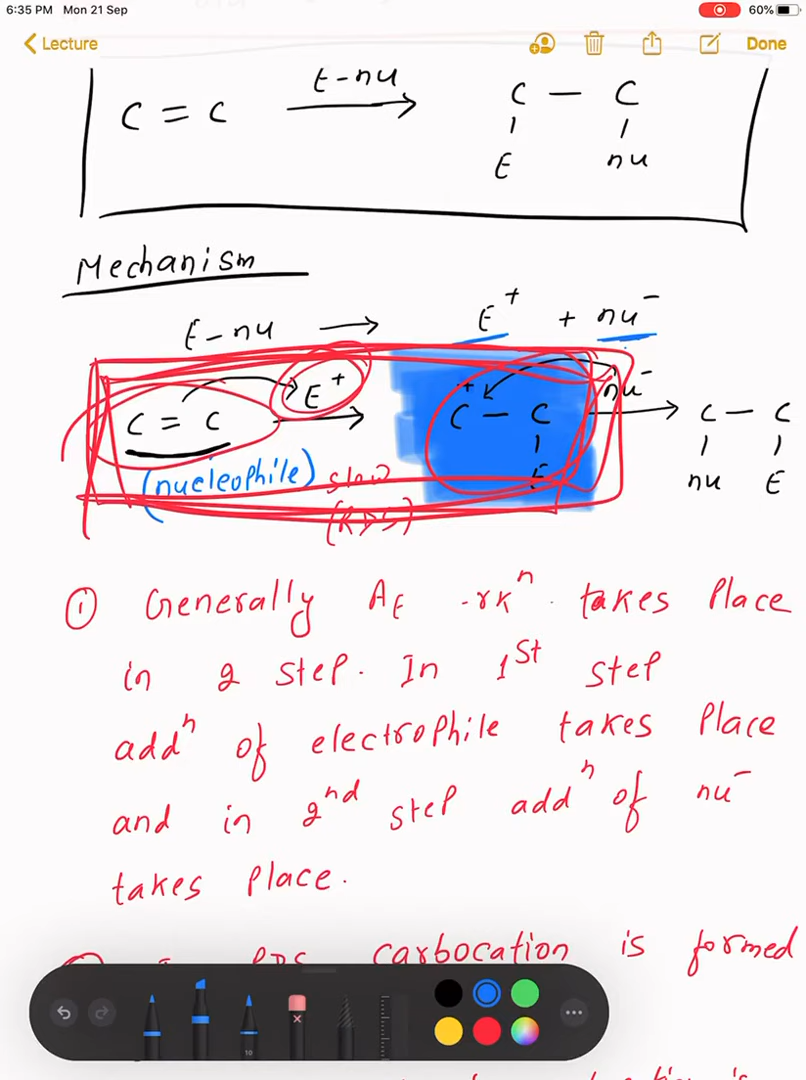 6:35 PM Mon 21 Sep
60%
Lecture
Done
C = C E-nu C - C
E nu
Mechanism
E-nu → E+ + nu-
C = C E+ C+ - C nu- C - C
E nu E
(nucleophile) slow
(RDS)
① Generally AE -rkn. takes Place
in 2 step. In 1st step
addn of electrophile takes Place
and in 2nd step addn of nu-
takes Place.
RDS carbocation is formed